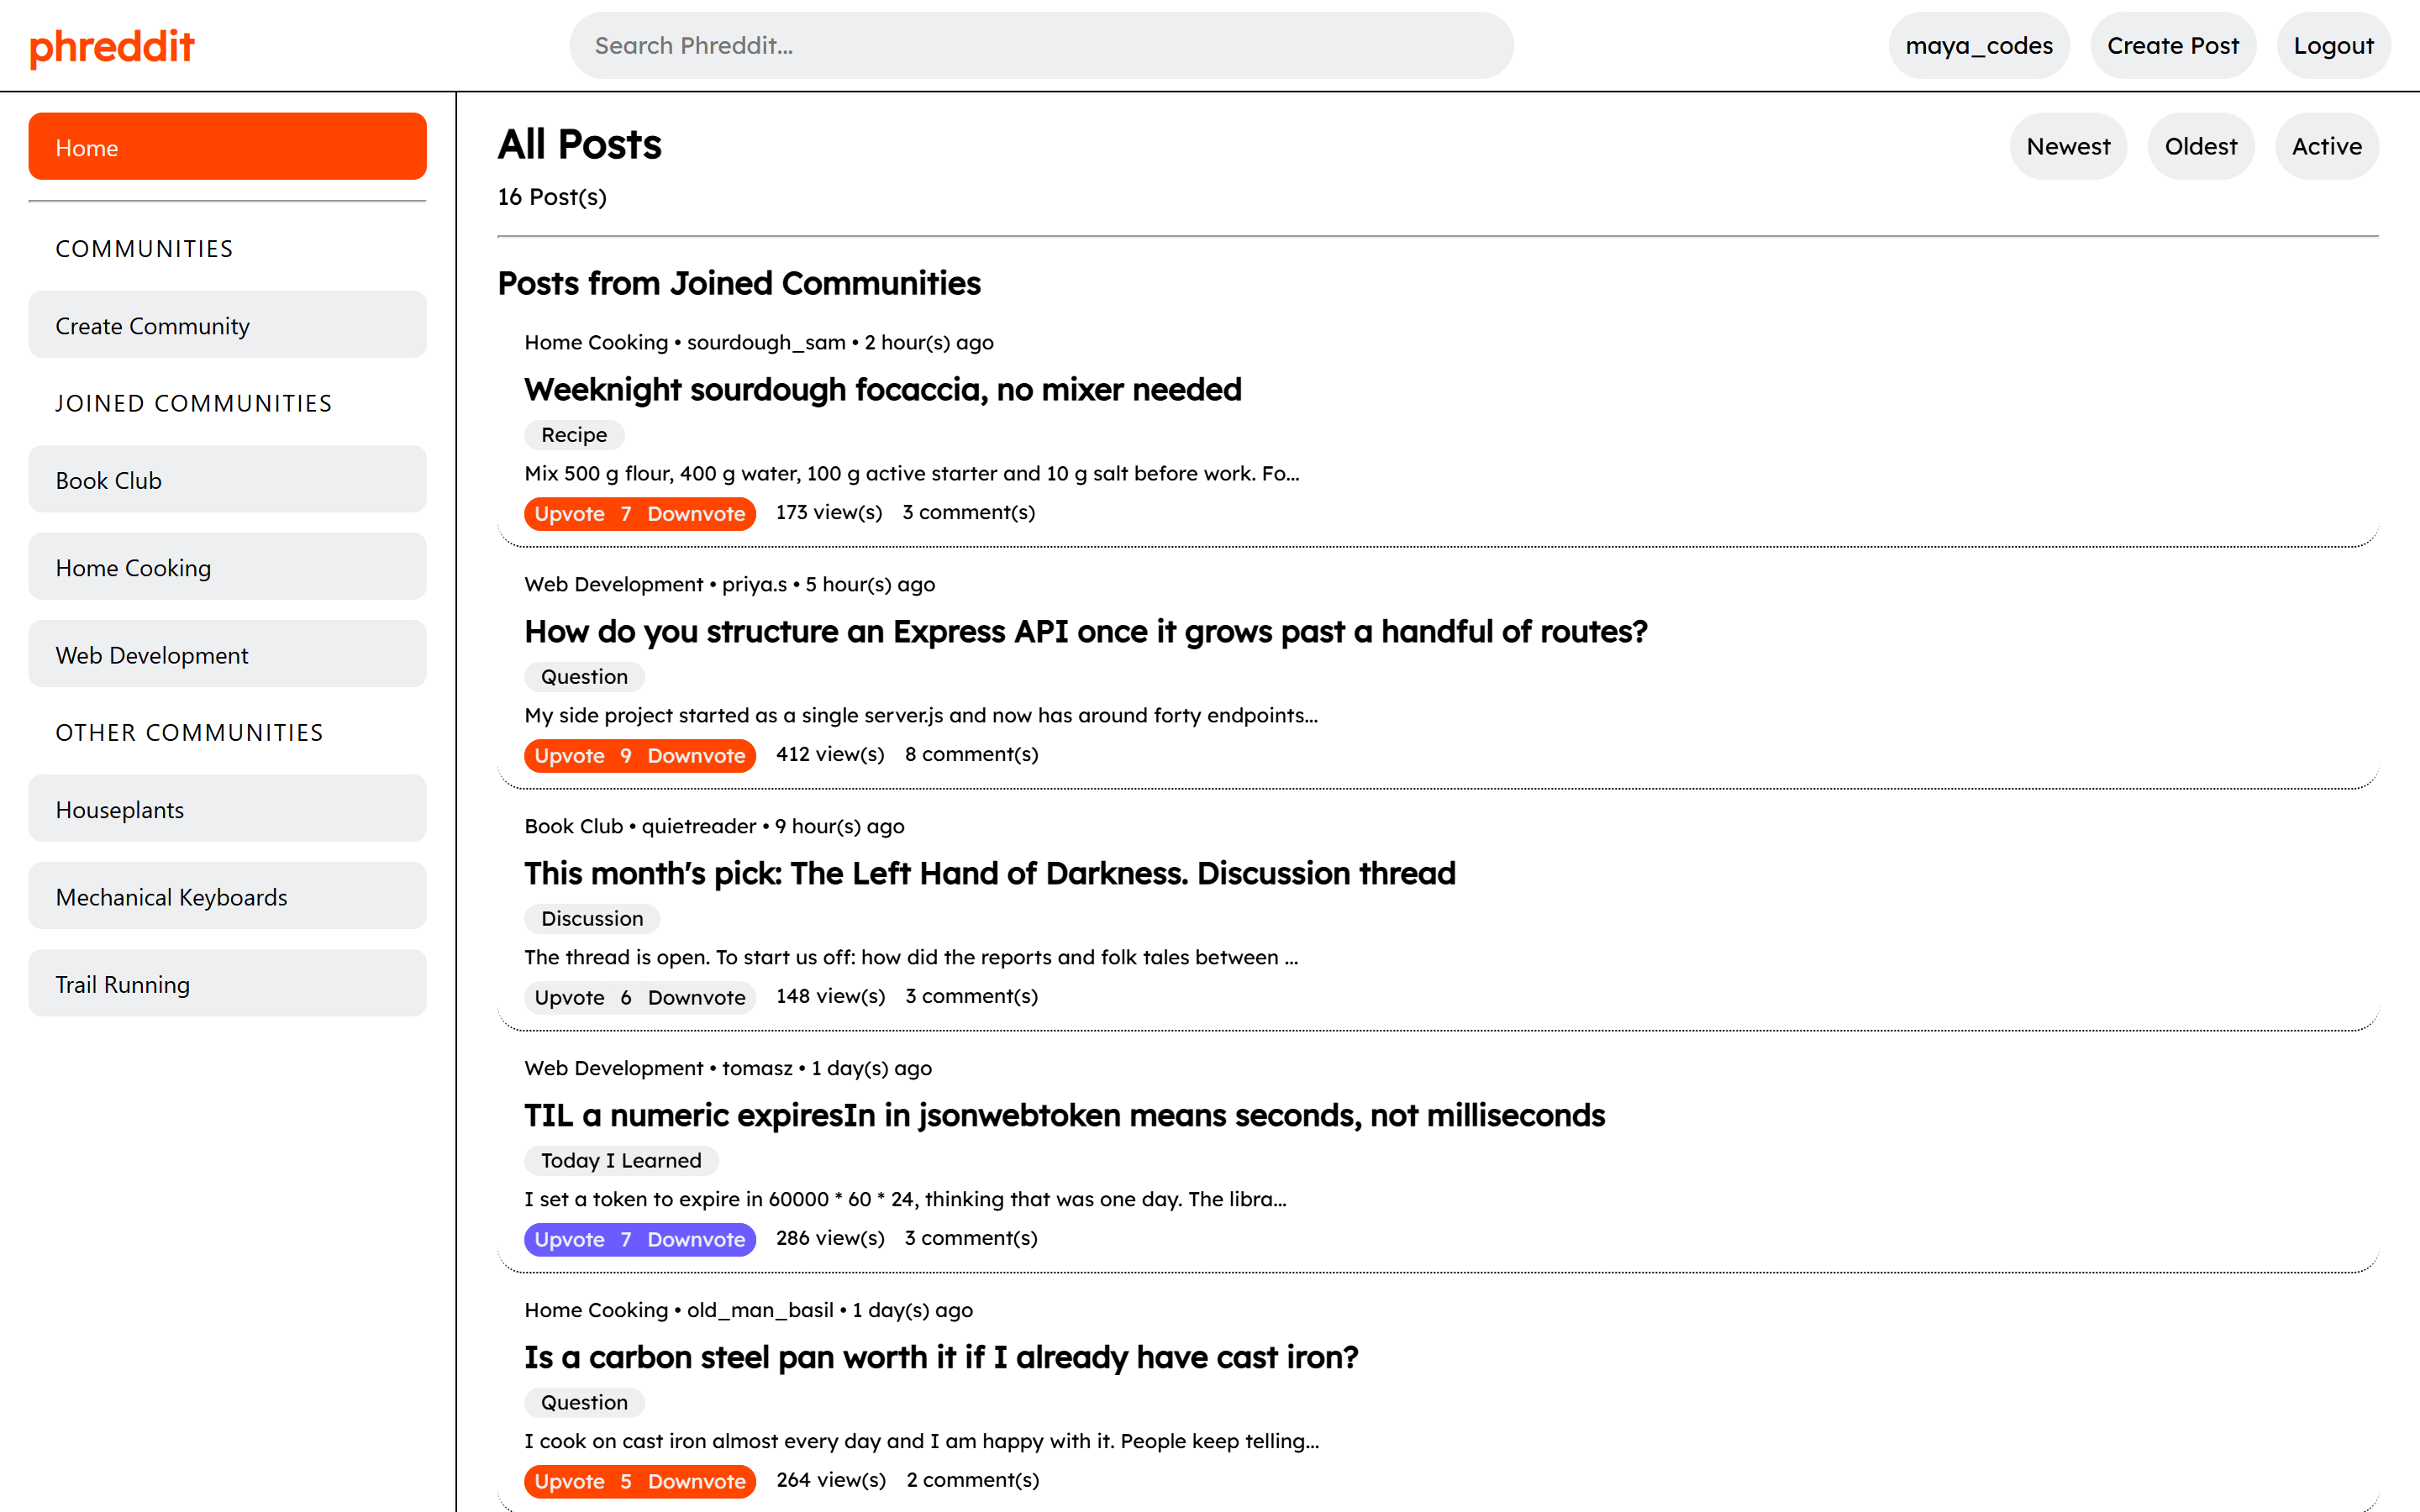 phreddit
Search Phreddit...
maya_codes
Create Post
Logout
Home
COMMUNITIES
Create Community
JOINED COMMUNITIES
Book Club
Home Cooking
Web Development
OTHER COMMUNITIES
Houseplants
Mechanical Keyboards
Trail Running
All Posts
Newest
Oldest
Active
16 Post(s)
Posts from Joined Communities
Home Cooking • sourdough_sam • 2 hour(s) ago
Weeknight sourdough focaccia, no mixer needed
Recipe
Mix 500 g flour, 400 g water, 100 g active starter and 10 g salt before work. Fo...
Upvote 7 Downvote 173 view(s) 3 comment(s)
Web Development • priya.s • 5 hour(s) ago
How do you structure an Express API once it grows past a handful of routes?
Question
My side project started as a single server.js and now has around forty endpoints...
Upvote 9 Downvote 412 view(s) 8 comment(s)
Book Club • quietreader • 9 hour(s) ago
This month's pick: The Left Hand of Darkness. Discussion thread
Discussion
The thread is open. To start us off: how did the reports and folk tales between ...
Upvote 6 Downvote 148 view(s) 3 comment(s)
Web Development • tomasz • 1 day(s) ago
TIL a numeric expiresIn in jsonwebtoken means seconds, not milliseconds
Today I Learned
I set a token to expire in 60000 * 60 * 24, thinking that was one day. The libra...
Upvote 7 Downvote 286 view(s) 3 comment(s)
Home Cooking • old_man_basil • 1 day(s) ago
Is a carbon steel pan worth it if I already have cast iron?
Question
I cook on cast iron almost every day and I am happy with it. People keep telling...
Upvote 5 Downvote 264 view(s) 2 comment(s)